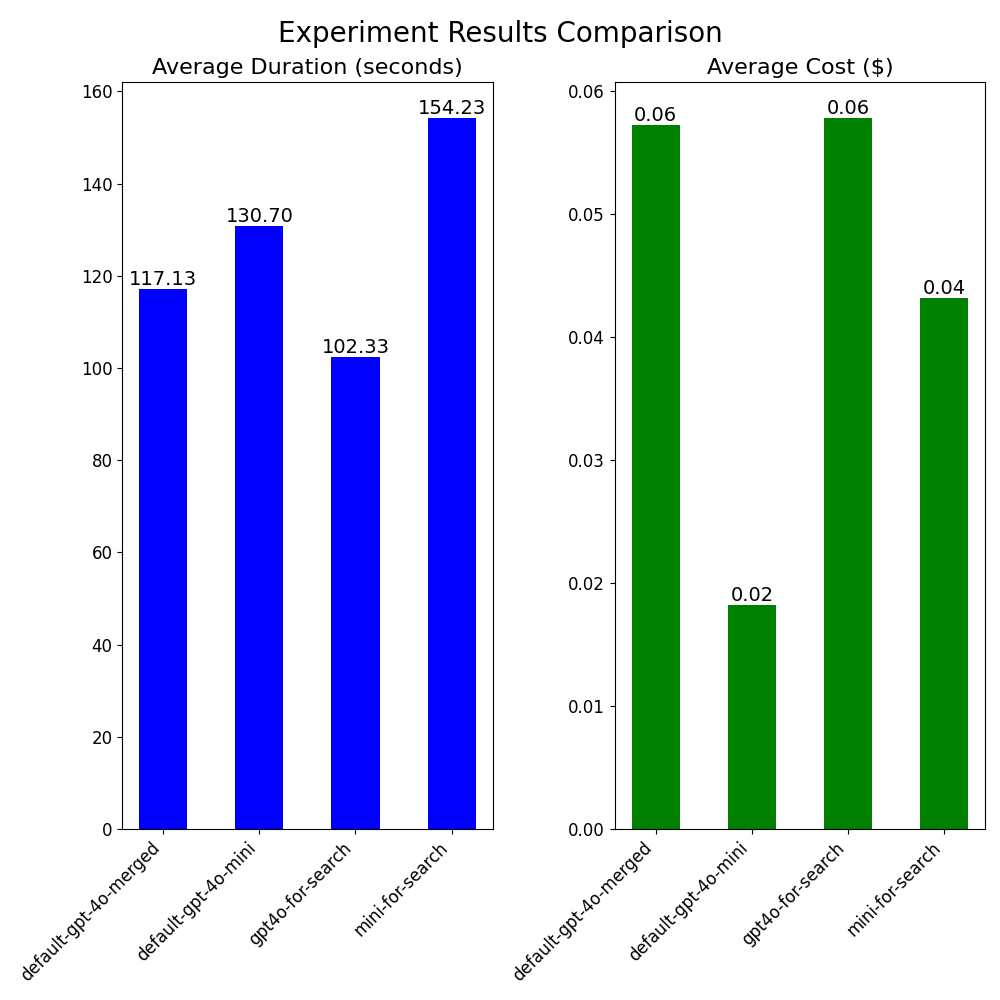 Experiment Results Comparison
Average Duration (seconds)
160
140
120
100
80
60
40
20
0
117.13
130.70
102.33
154.23
default-gpt-4o-merged
default-gpt-4o-mini
gpt4o-for-search
mini-for-search
Average Cost ($)
0.06
0.05
0.04
0.03
0.02
0.01
0.00
0.06
0.02
0.06
0.04
default-gpt-4o-merged
default-gpt-4o-mini
gpt4o-for-search
mini-for-search